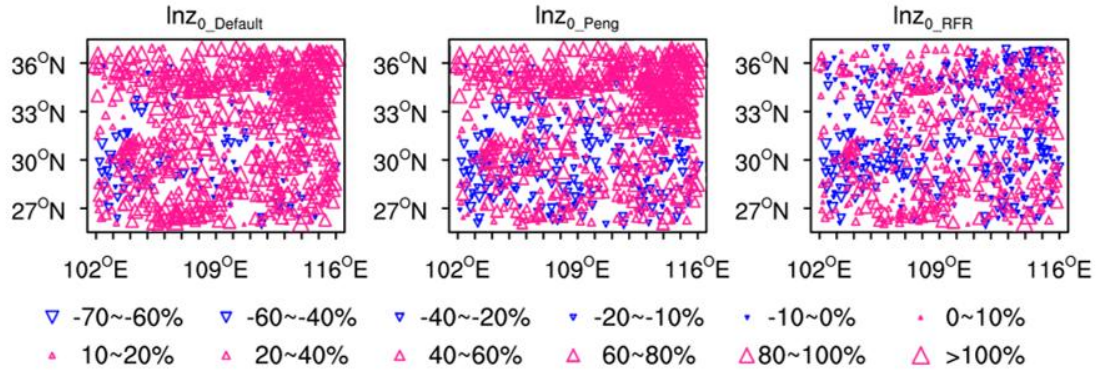 lnz0_Default lnz0_Peng lnz0_RFR
36°N 36°N 36°N
33°N 33°N 33°N
30°N 30°N 30°N
27°N 27°N 27°N
102°E 109°E 116°E 102°E 109°E 116°E 102°E 109°E 116°E
-70~-60% -60~-40% -40~-20% -20~-10% -10~0% 0~10%
10~20% 20~40% 40~60% 60~80% 80~100% >100%